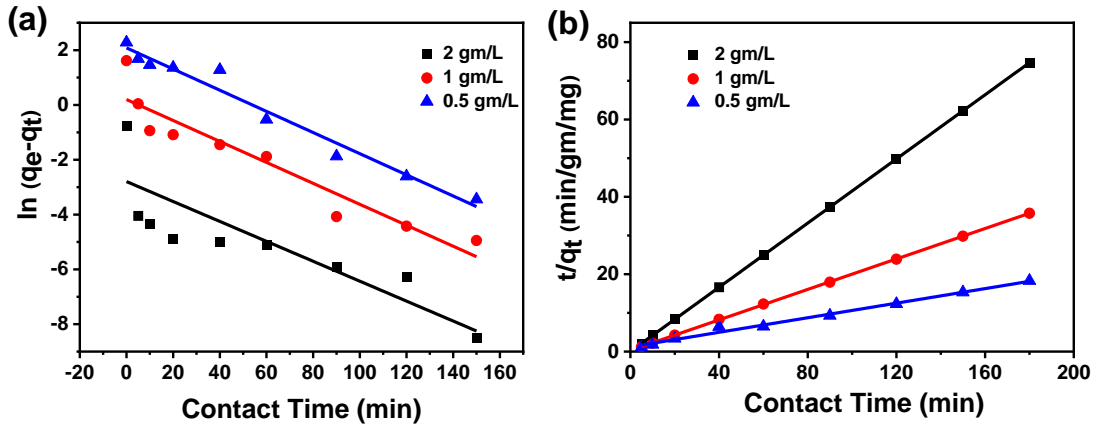 (a)
2 gm/L
1 gm/L
0.5 gm/L
ln (qe-qt)
2
0
-2
-4
-6
-8
-20 0 20 40 60 80 100 120 140 160
Contact Time (min)
(b)
2 gm/L
1 gm/L
0.5 gm/L
t/qt (min/gm/mg)
80
60
40
20
0
0 40 80 120 160 200
Contact Time (min)